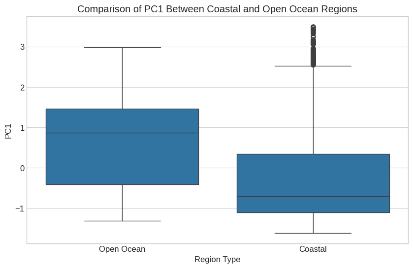 Comparison of PC1 Between Coastal and Open Ocean Regions
3
2
1
0
−1
PC1
Open Ocean
Coastal
Region Type